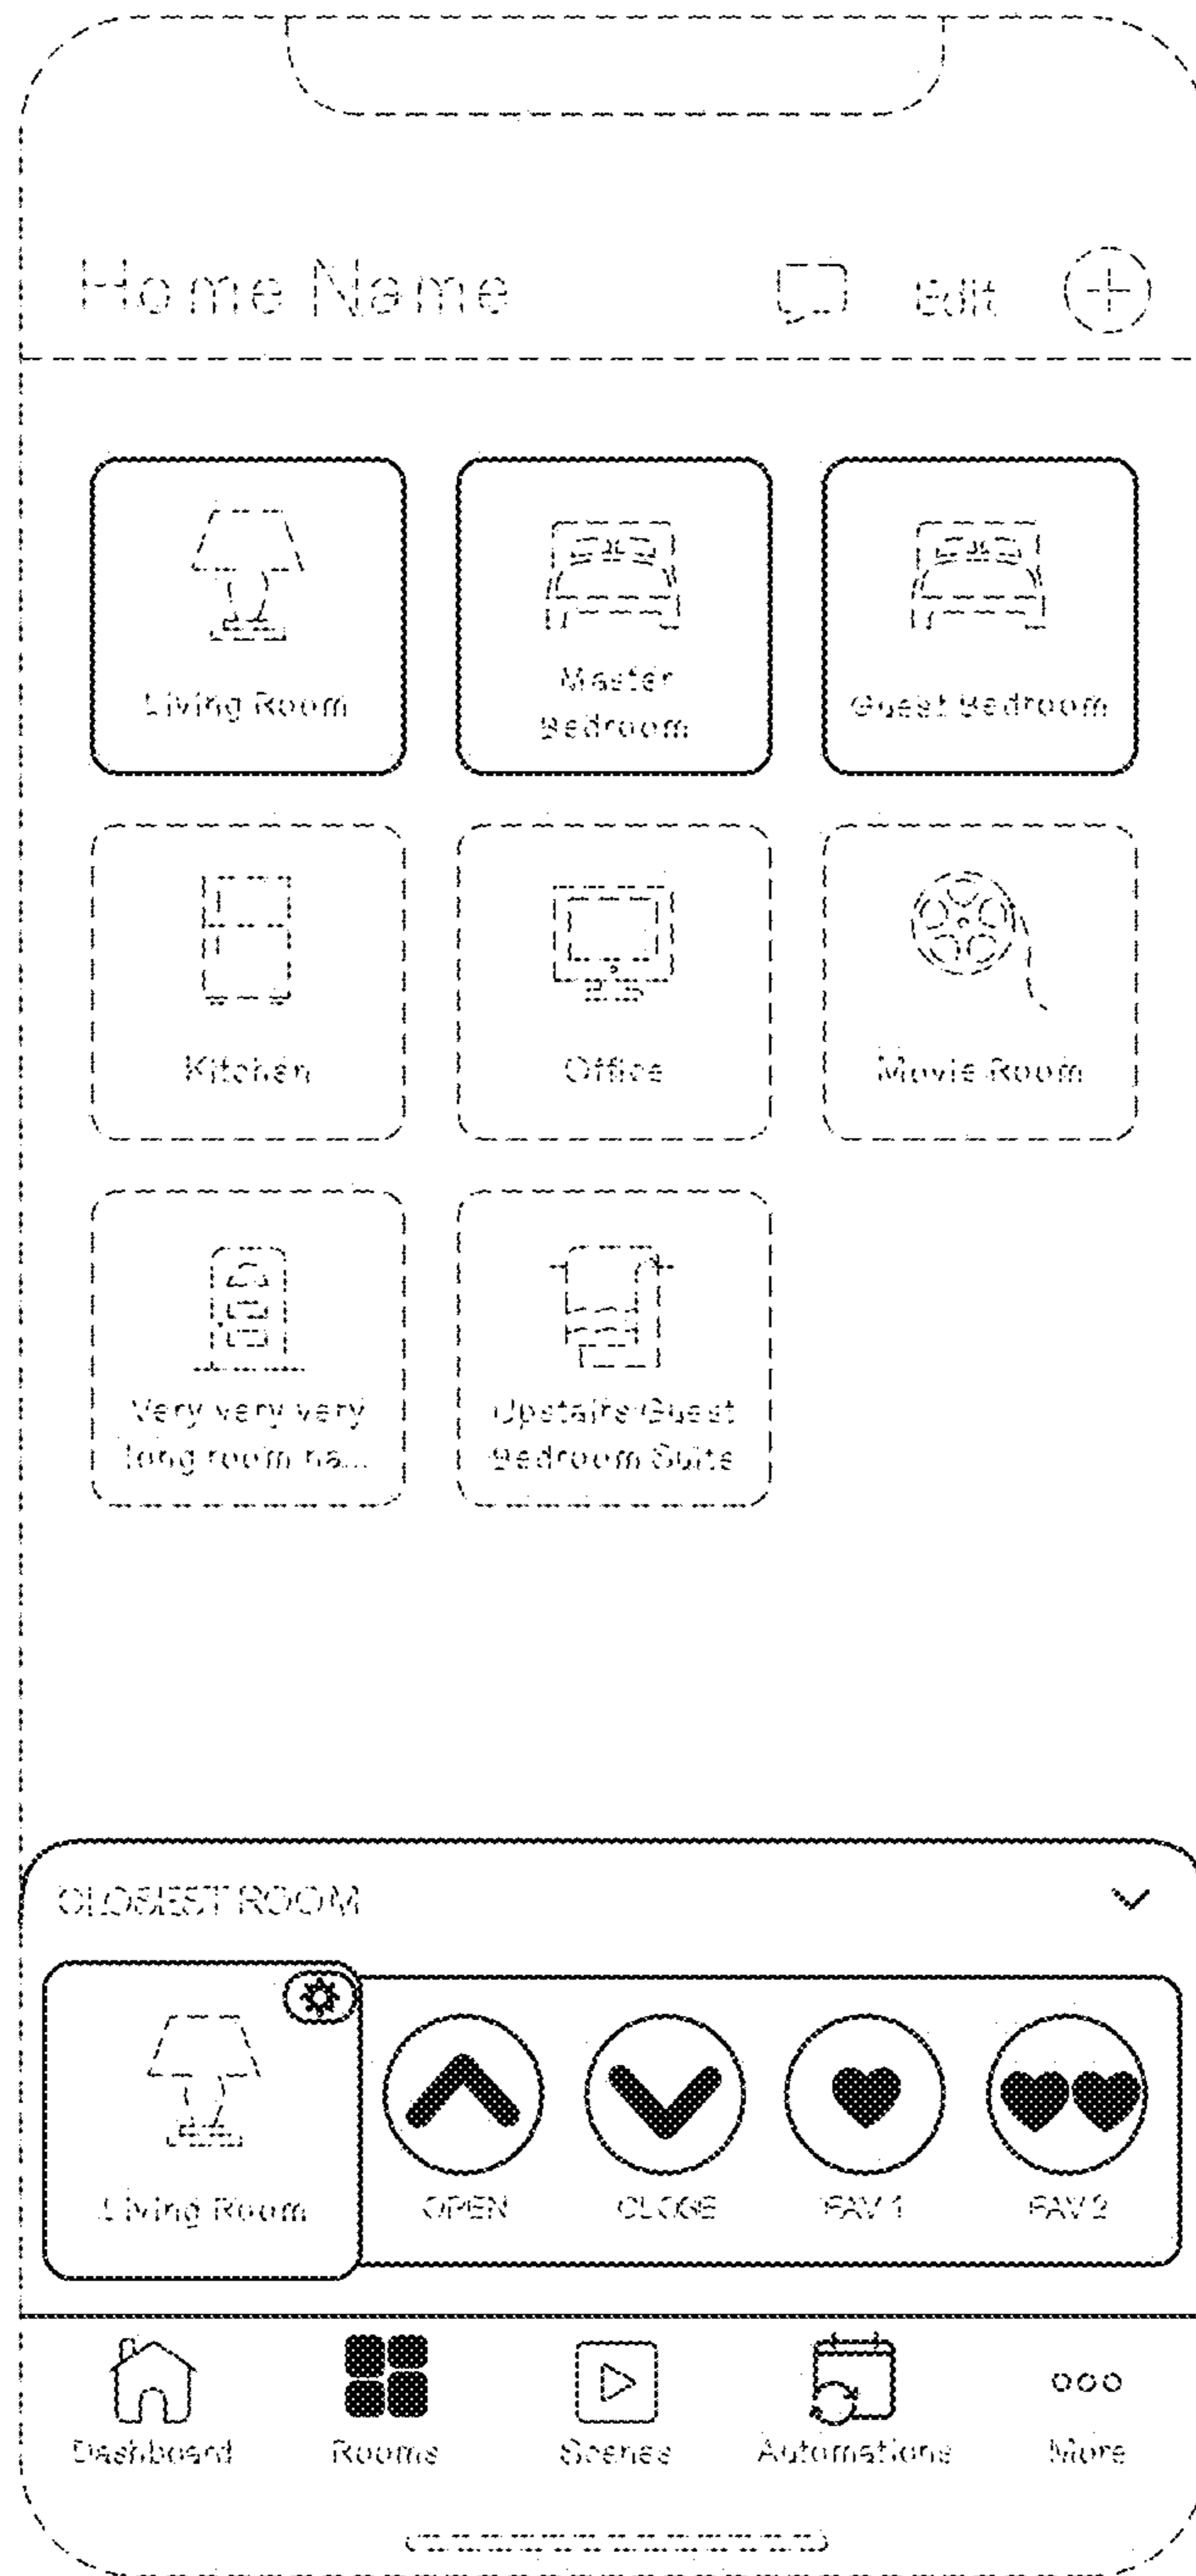 Home Name
Edit
Living Room
Master
Bedroom
Guest Bedroom
Kitchen
Office
Movie Room
Very very very
long room na...
Upstairs Guest
Bedroom Suite
CLOSEST ROOM
Living Room
OPEN
CLOSE
FAV 1
FAV 2
Dashboard
Rooms
Scenes
Automations
More